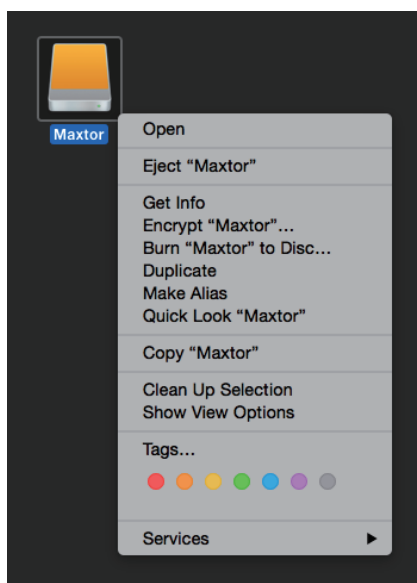 Maxtor
Open
Eject “Maxtor”
Get Info
Encrypt “Maxtor”…
Burn “Maxtor” to Disc…
Duplicate
Make Alias
Quick Look “Maxtor”
Copy “Maxtor”
Clean Up Selection
Show View Options
Tags…
Services